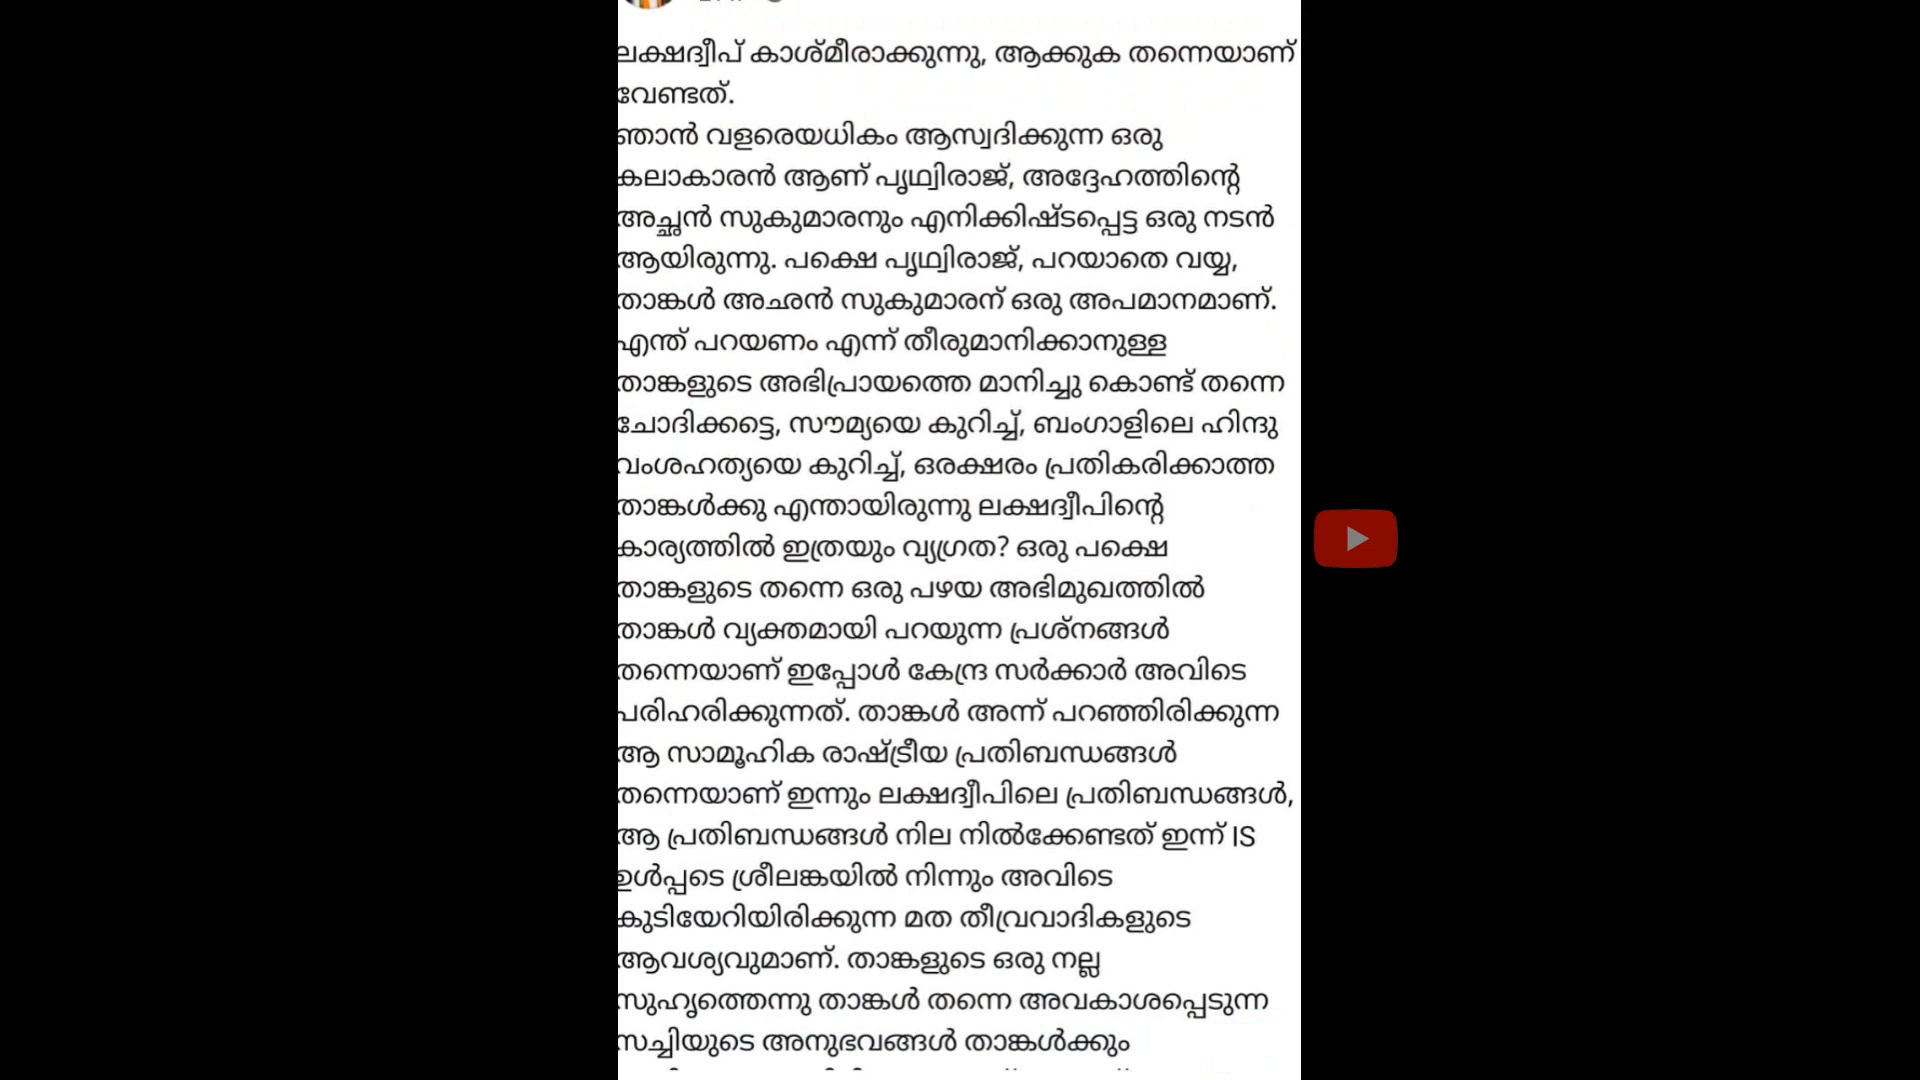 ലക്ഷദ്വീപ് കാശ്മീരാക്കുന്നു, ആക്കുക തന്നെയാണ്
വേണ്ടത്.
ഞാൻ വളരെയധികം ആസ്വദിക്കുന്ന ഒരു
കലാകാരൻ ആണ് പൃഥ്വിരാജ്, അദ്ദേഹത്തിന്റെ
അച്ഛൻ സുകുമാരനും എനിക്കിഷ്ടപ്പെട്ട ഒരു നടൻ
ആയിരുന്നു. പക്ഷെ പൃഥ്വിരാജ്, പറയാതെ വയ്യ,
താങ്കൾ അഛൻ സുകുമാരന് ഒരു അപമാനമാണ്.
എന്ത് പറയണം എന്ന് തീരുമാനിക്കാനുള്ള
താങ്കളുടെ അഭിപ്രായത്തെ മാനിച്ചു കൊണ്ട് തന്നെ
ചോദിക്കട്ടെ, സൗമ്യയെ കുറിച്ച്, ബംഗാളിലെ ഹിന്ദു
വംശഹത്യയെ കുറിച്ച്, ഒരക്ഷരം പ്രതികരിക്കാത്ത
താങ്കൾക്കു എന്തായിരുന്നു ലക്ഷദ്വീപിന്റെ
കാര്യത്തിൽ ഇത്രയും വ്യഗ്രത? ഒരു പക്ഷെ
താങ്കളുടെ തന്നെ ഒരു പഴയ അഭിമുഖത്തിൽ
താങ്കൾ വ്യക്തമായി പറയുന്ന പ്രശ്നങ്ങൾ
തന്നെയാണ് ഇപ്പോൾ കേന്ദ്ര സർക്കാർ അവിടെ
പരിഹരിക്കുന്നത്. താങ്കൾ അന്ന് പറഞ്ഞിരിക്കുന്ന
ആ സാമൂഹിക രാഷ്ട്രീയ പ്രതിബന്ധങ്ങൾ
തന്നെയാണ് ഇന്നും ലക്ഷദ്വീപിലെ പ്രതിബന്ധങ്ങൾ,
ആ പ്രതിബന്ധങ്ങൾ നില നിൽക്കേണ്ടത് ഇന്ന് IS
ഉൾപ്പടെ ശ്രീലങ്കയിൽ നിന്നും അവിടെ
കുടിയേറിയിരിക്കുന്ന മത തീവ്രവാദികളുടെ
ആവശ്യവുമാണ്. താങ്കളുടെ ഒരു നല്ല
സുഹൃത്തെന്നു താങ്കൾ തന്നെ അവകാശപ്പെടുന്ന
സച്ചിയുടെ അനുഭവങ്ങൾ താങ്കൾക്കും